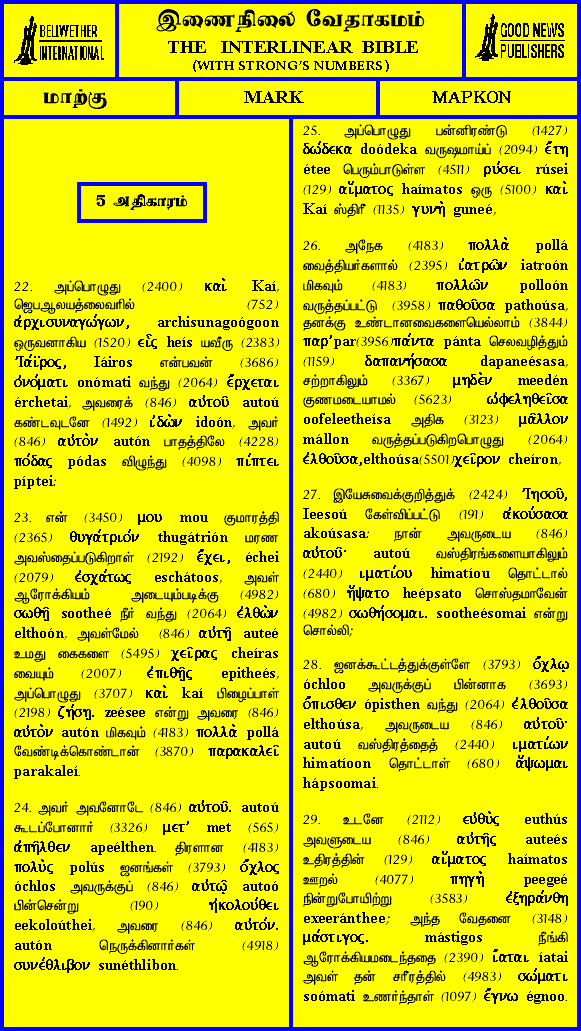 BELLWETHER
INTERNATIONAL
இணைநிலை வேதாகமம்
THE INTERLINEAR BIBLE
(WITH STRONG'S NUMBERS)
GOOD NEWS
PUBLISHERS
மாற்கு
MARK
ΜΑΡΚΟΝ
5 அதிகாரம்
22. அப்பொழுது (2400) καὶ Kaí,
ஜெபஆலயத்தலைவரில் (752)
ἀρχισυναγώγων, archisunagoógoon
ஒருவனாகிய (1520) εἷς heís யவீரு (2383)
Ἰάϊρος, Iáiros என்பவன் (3686)
ὀνόματι onómati வந்து (2064) ἔρχεται
érchetai, அவரைக் (846) αὐτοῦ autoú
கண்டவுடனே (1492) ἰδὼν idoón, அவர்
(846) αὐτὸν autón பாதத்திலே (4228)
πόδας pódas விழுந்து (4098) πίπτει
píptei;
23. என் (3450) μου mou குமாரத்தி
(2365) θυγάτριόν thugátrión மரண
அவஸ்தைப்படுகிறாள் (2192) ἔχει, échei
(2079) ἐσχάτως eschátoos, அவள்
ஆரோக்கியம் அடையும்படிக்கு (4982)
σωθῇ sootheé நீர் வந்து (2064) ἐλθὼν
elthoón, அவள்மேல் (846) αὐτῇ auteé
உமது கைகளை (5495) χεῖρας cheíras
வையும் (2007) ἐπιθῇς epitheés,
அப்பொழுது (3707) καὶ kaí பிழைப்பாள்
(2198) ζήσῃ. zeésee என்று அவரை (846)
αὐτὸν autón மிகவும் (4183) πολλὰ pollá
வேண்டிக்கொண்டான் (3870) παρακαλεῖ
parakaleí.
24. அவர் அவனோடே (846) αὐτοῦ. autoú
கூடப்போனார் (3326) μετ' met (565)
ἀπῆλθεν apeélthen. திரளான (4183)
πολὺς polús ஜனங்கள் (3793) ὄχλος
óchlos அவருக்குப் (846) αὐτῷ autoó
பின்சென்று (190) ἠκολούθει
eekoloúthei, அவரை (846) αὐτόν.
autón நெருக்கினார்கள் (4918)
συνέθλιβον sunéthlibon.
25. அப்பொழுது பன்னிரண்டு (1427)
δώδεκα doódeka வருஷமாய்ப் (2094) ἔτη
étee பெரும்பாடுள்ள (4511) ῥύσει rúsei
(129) αἵματος haímatos ஒரு (5100) καὶ
Kaí ஸ்திரீ (1135) γυνὴ guneé,
26. அநேக (4183) πολλὰ pollá
வைத்தியர்களால் (2395) ἰατρῶν iatroón
மிகவும் (4183) πολλῶν polloón
வருத்தப்பட்டு (3958) παθοῦσα pathoúsa,
தனக்கு உண்டானவைகளையெல்லாம் (3844)
παρ'par(3956)πάντα pánta செலவழித்தும்
(1159) δαπανήσασα dapaneésasa,
சற்றாகிலும் (3367) μηδὲν meedén
குணமடையாமல் (5623) ὠφεληθεῖσα
oofeleetheísa அதிக (3123) μᾶλλον
mállon வருத்தப்படுகிறபொழுது (2064)
ἐλθοῦσα,elthoúsa(5501)χεῖρον cheíron,
27. இயேசுவைக்குறித்துக் (2424) Ἰησοῦ,
Ieesoú கேள்விப்பட்டு (191) ἀκούσασα
akoúsasa: நான் அவருடைய (846)
αὐτοῦ· autoú வஸ்திரங்களையாகிலும்
(2440) ιματίου himatíou தொட்டால்
(680) ἥψατο heépsato சொஸ்தமாவேன்
(4982) σωθήσομαι. sootheésomai என்று
சொல்லி;
28. ஜனக்கூட்டத்துக்குள்ளே (3793) ὄχλῳ
óchloo அவருக்குப் பின்னாக (3693)
ὄπισθεν ópisthen வந்து (2064) ἐλθοῦσα
elthoúsa, அவருடைய (846) αὐτοῦ·
autoú வஸ்திரத்தைத் (2440) ιματίων
himatíoon தொட்டாள் (680) ἅψωμαι
hápsoomai.
29. உடனே (2112) εὐθὺς euthús
அவளுடைய (846) αὐτῆς auteés
உதிரத்தின் (129) αἵματος haímatos
ஊறல் (4077) πηγὴ peegeé
நின்றுபோயிற்று (3583) ἐξηράνθη
exeeránthee; அந்த வேதனை (3148)
μάστιγος. mástigos நீங்கி
ஆரோக்கியமடைந்ததை (2390) ἴαται íatai
அவள் தன் சரீரத்தில் (4983) σώματι
soómati உணர்ந்தாள் (1097) ἔγνω égnoo.